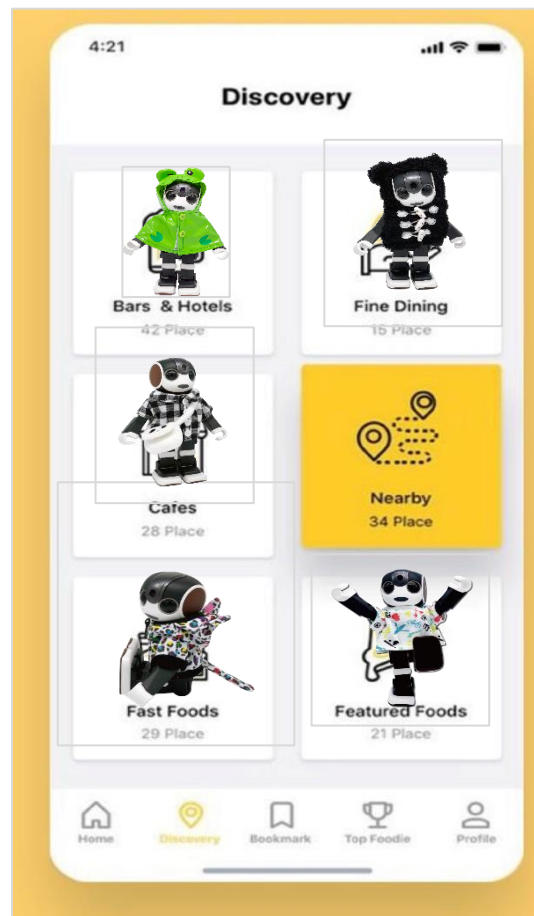 4:21
Discovery
Bars & Hotels
42 Place
Fine Dining
15 Place
Cafes
28 Place
Nearby
34 Place
Fast Foods
29 Place
Featured Foods
21 Place
Home
Discovery
Bookmark
Top Foodie
Profile